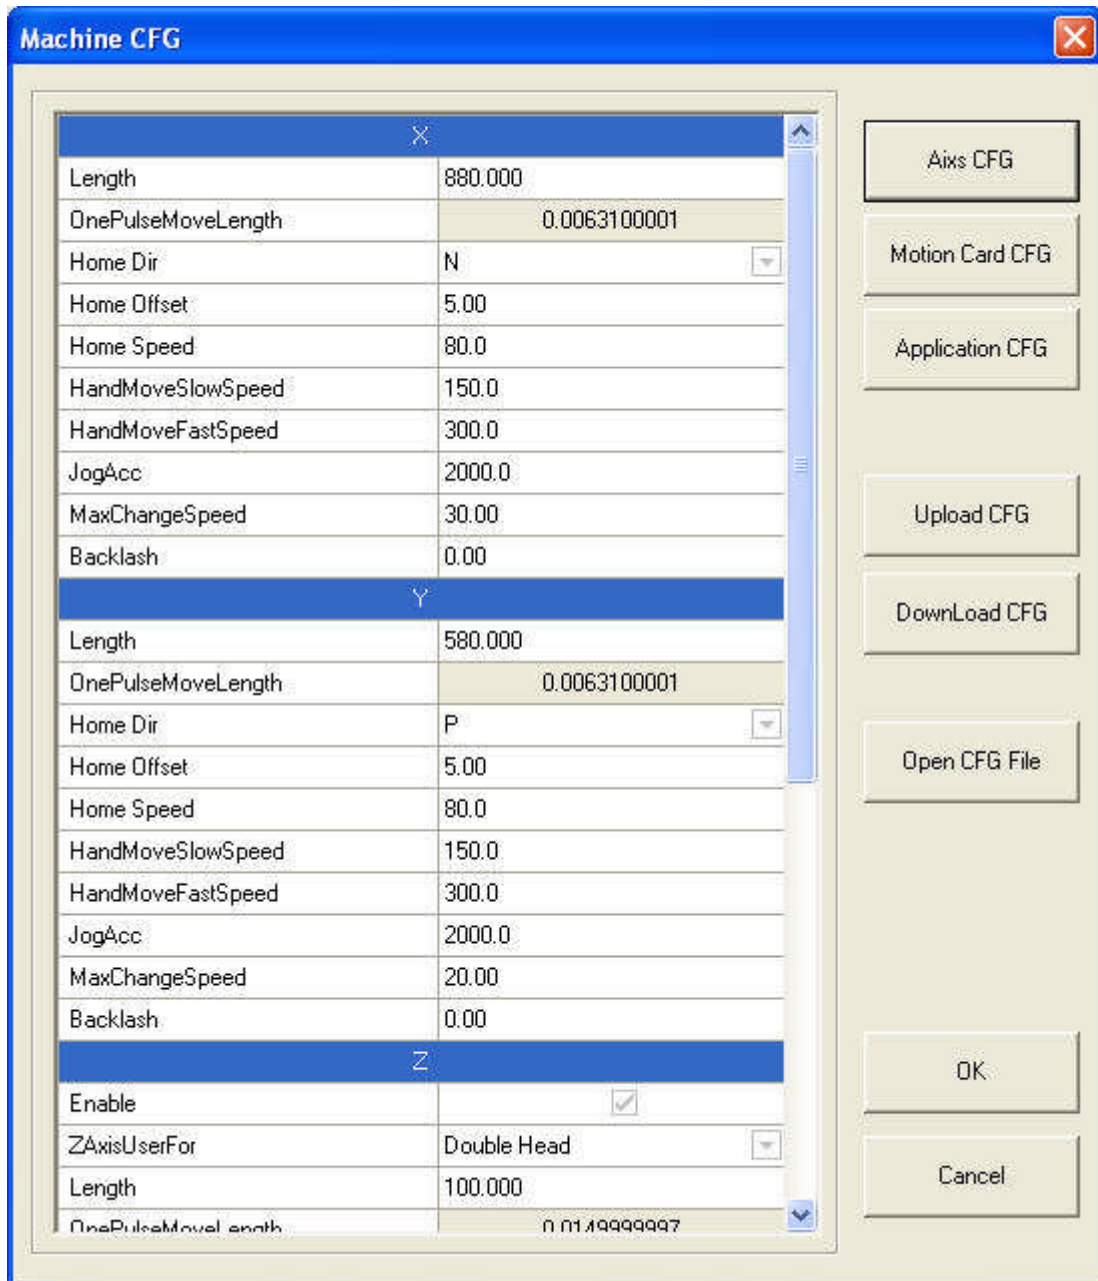 Machine CFG
X
Length 880.000
OnePulseMoveLength 0.0063100001
Home Dir N
Home Offset 5.00
Home Speed 80.0
HandMoveSlowSpeed 150.0
HandMoveFastSpeed 300.0
JogAcc 2000.0
MaxChangeSpeed 30.00
Backlash 0.00
Y
Length 580.000
OnePulseMoveLength 0.0063100001
Home Dir P
Home Offset 5.00
Home Speed 80.0
HandMoveSlowSpeed 150.0
HandMoveFastSpeed 300.0
JogAcc 2000.0
MaxChangeSpeed 20.00
Backlash 0.00
Z
Enable
ZAxisUserFor Double Head
Length 100.000
OnePulseMoveLength 0.0149999997
Aixs CFG
Motion Card CFG
Application CFG
Upload CFG
DownLoad CFG
Open CFG File
OK
Cancel